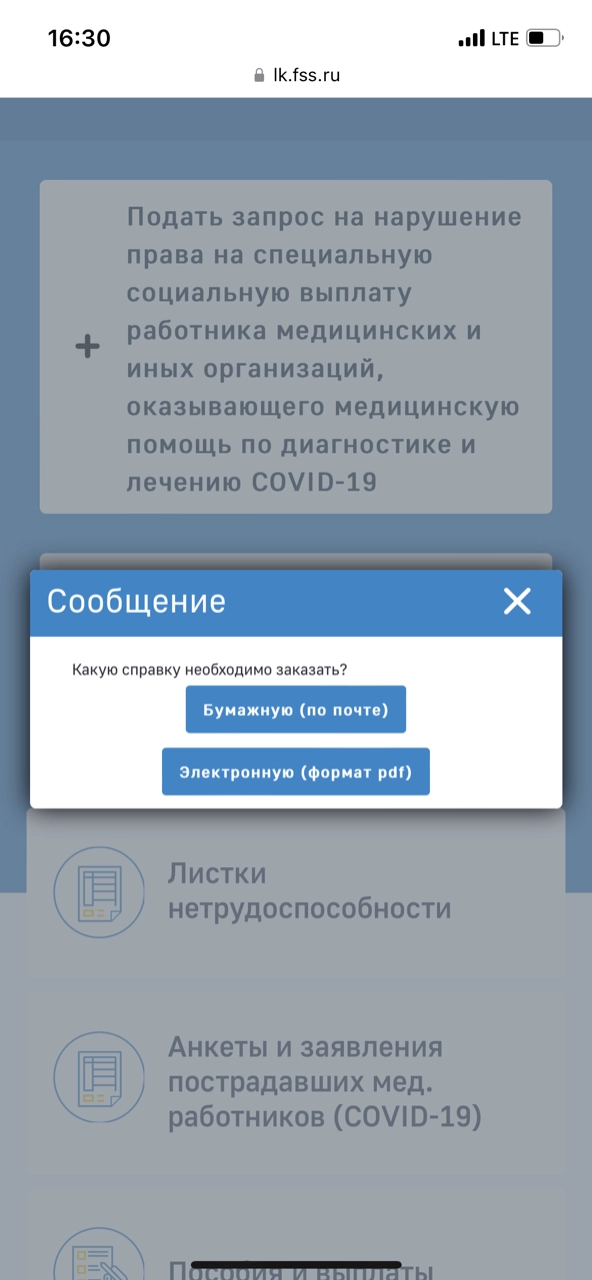 16:30
LTE
lk.fss.ru
Подать запрос на нарушение
права на специальную
социальную выплату
работника медицинских и
иных организаций,
оказывающего медицинскую
помощь по диагностике и
лечению COVID-19
Сообщение
Какую справку необходимо заказать?
Бумажную (по почте)
Электронную (формат pdf)
Листки
нетрудоспособности
Анкеты и заявления
пострадавших мед.
работников (COVID-19)
Пособия и выплаты